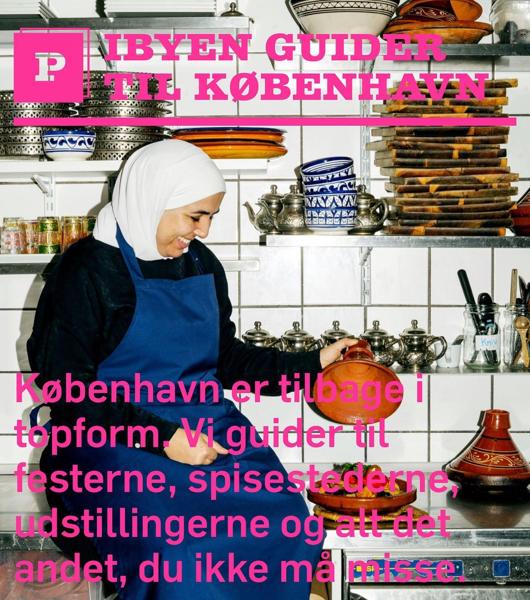 P
IBYEN GUIDER
TIL KØBENHAVN
København er tilbage i
topform. Vi guider til
festerne, spisestederne,
udstillingerne og alt det
andet, du ikke må misse.